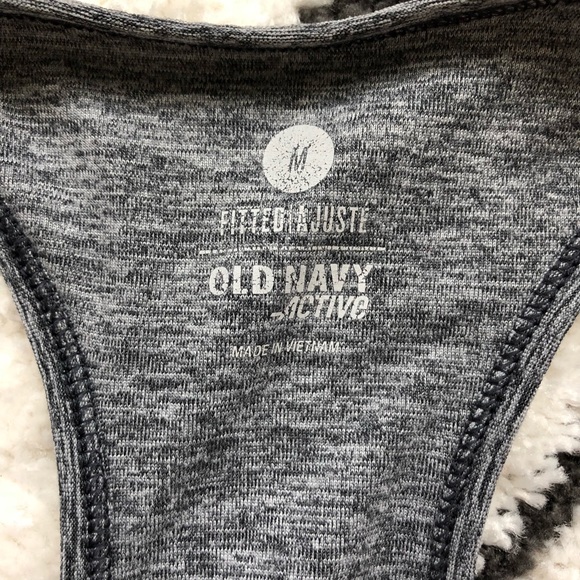 M
FITTED AJUSTÉ
OLD NAVY
-ACTIVE
MADE IN VIETNAM